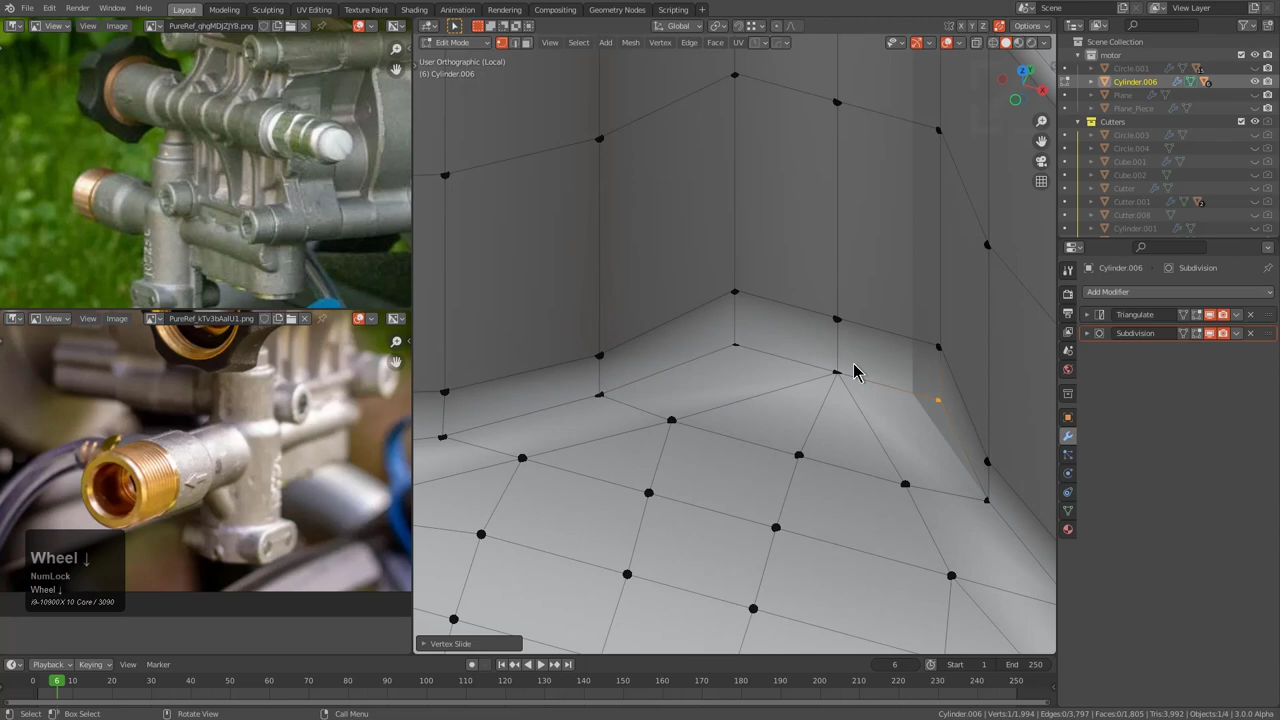 File Edit Render Window Help
Layout Modeling Sculpting UV Editing Texture Paint Shading Animation Rendering Compositing Geometry Nodes Scripting
Scene View Layer
View View Image PureRef_qhgMDJZJY8.png
Global Options
X Y Z
Edit Mode View Select Add Mesh Vertex Edge Face UV
User Orthographic (Local)
(6) Cylinder.006
Z Y X
Scene Collection
motor
Circle.001
Cylinder.006
Plane
Plane_Piece
Cutters
Circle.003
Circle.004
Cube.001
Cube.002
Cutter
Cutter.001 2
Cutter.008
Cylinder.001
Cylinder.006 > Subdivision
Add Modifier
Triangulate
Subdivision
View View Image PureRef_kTv3bAalU1.png
Wheel ↓
NumLock
Wheel ↓
i9-10900X 10 Core / 3090
Vertex Slide
Playback Keying View Marker 6 Start 1 End 250
0 6 10 20 30 40 50 60 70 80 90 100 110 120 130 140 150 160 170 180 190 200 210 220 230 240 250
Select Box Select Rotate View Call Menu Cylinder.006 | Verts:1/1,994 | Edges:0/3,797 | Faces:0/1,805 | Tris:3,992 | Objects:1/4 | 3.0.0 Alpha